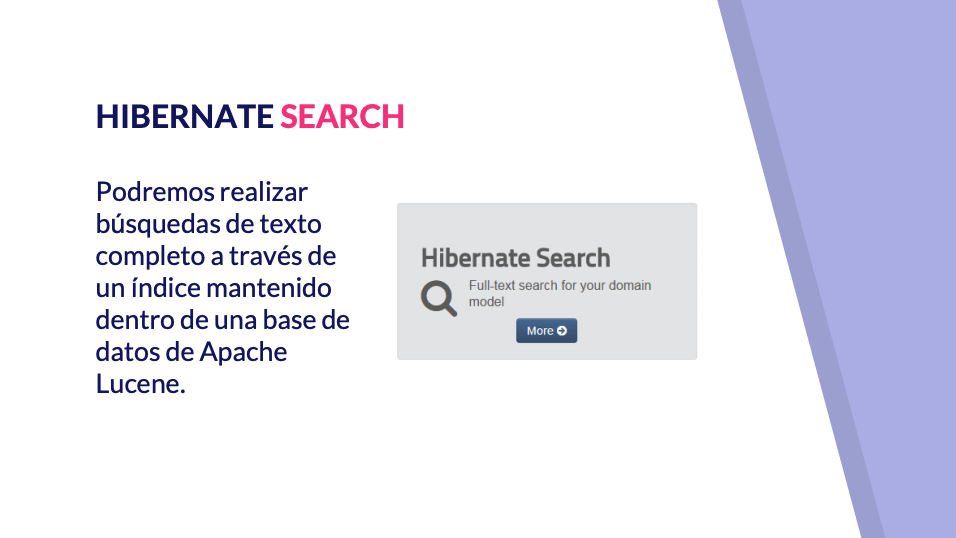 HIBERNATE SEARCH
Podremos realizar
búsquedas de texto
completo a través de
un índice mantenido
dentro de una base de
datos de Apache
Lucene.
Hibernate Search
Full-text search for your domain
model
More